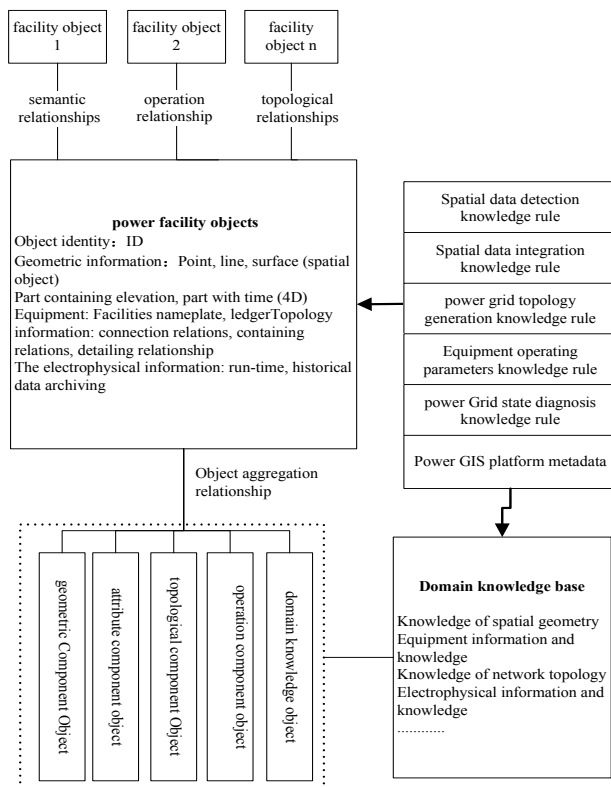 facility object
1
facility object
2
facility
object n
semantic
relationships
operation
relationship
topological
relationships
power facility objects
Object identity：ID
Geometric information：Point, line, surface (spatial
object)
Part containing elevation, part with time (4D)
Equipment: Facilities nameplate, ledgerTopology
information: connection relations, containing
relations, detailing relationship
The electrophysical information: run-time, historical
data archiving
Spatial data detection
knowledge rule
Spatial data integration
knowledge rule
power grid topology
generation knowledge rule
Equipment operating
parameters knowledge rule
power Grid state diagnosis
knowledge rule
Power GIS platform metadata
Object aggregation
relationship
geometric Component Object
attribute component object
topological component Object
operation component object
domain knowledge object
Domain knowledge base
Knowledge of spatial geometry
Equipment information and
knowledge
Knowledge of network topology
Electrophysical information and
knowledge
............